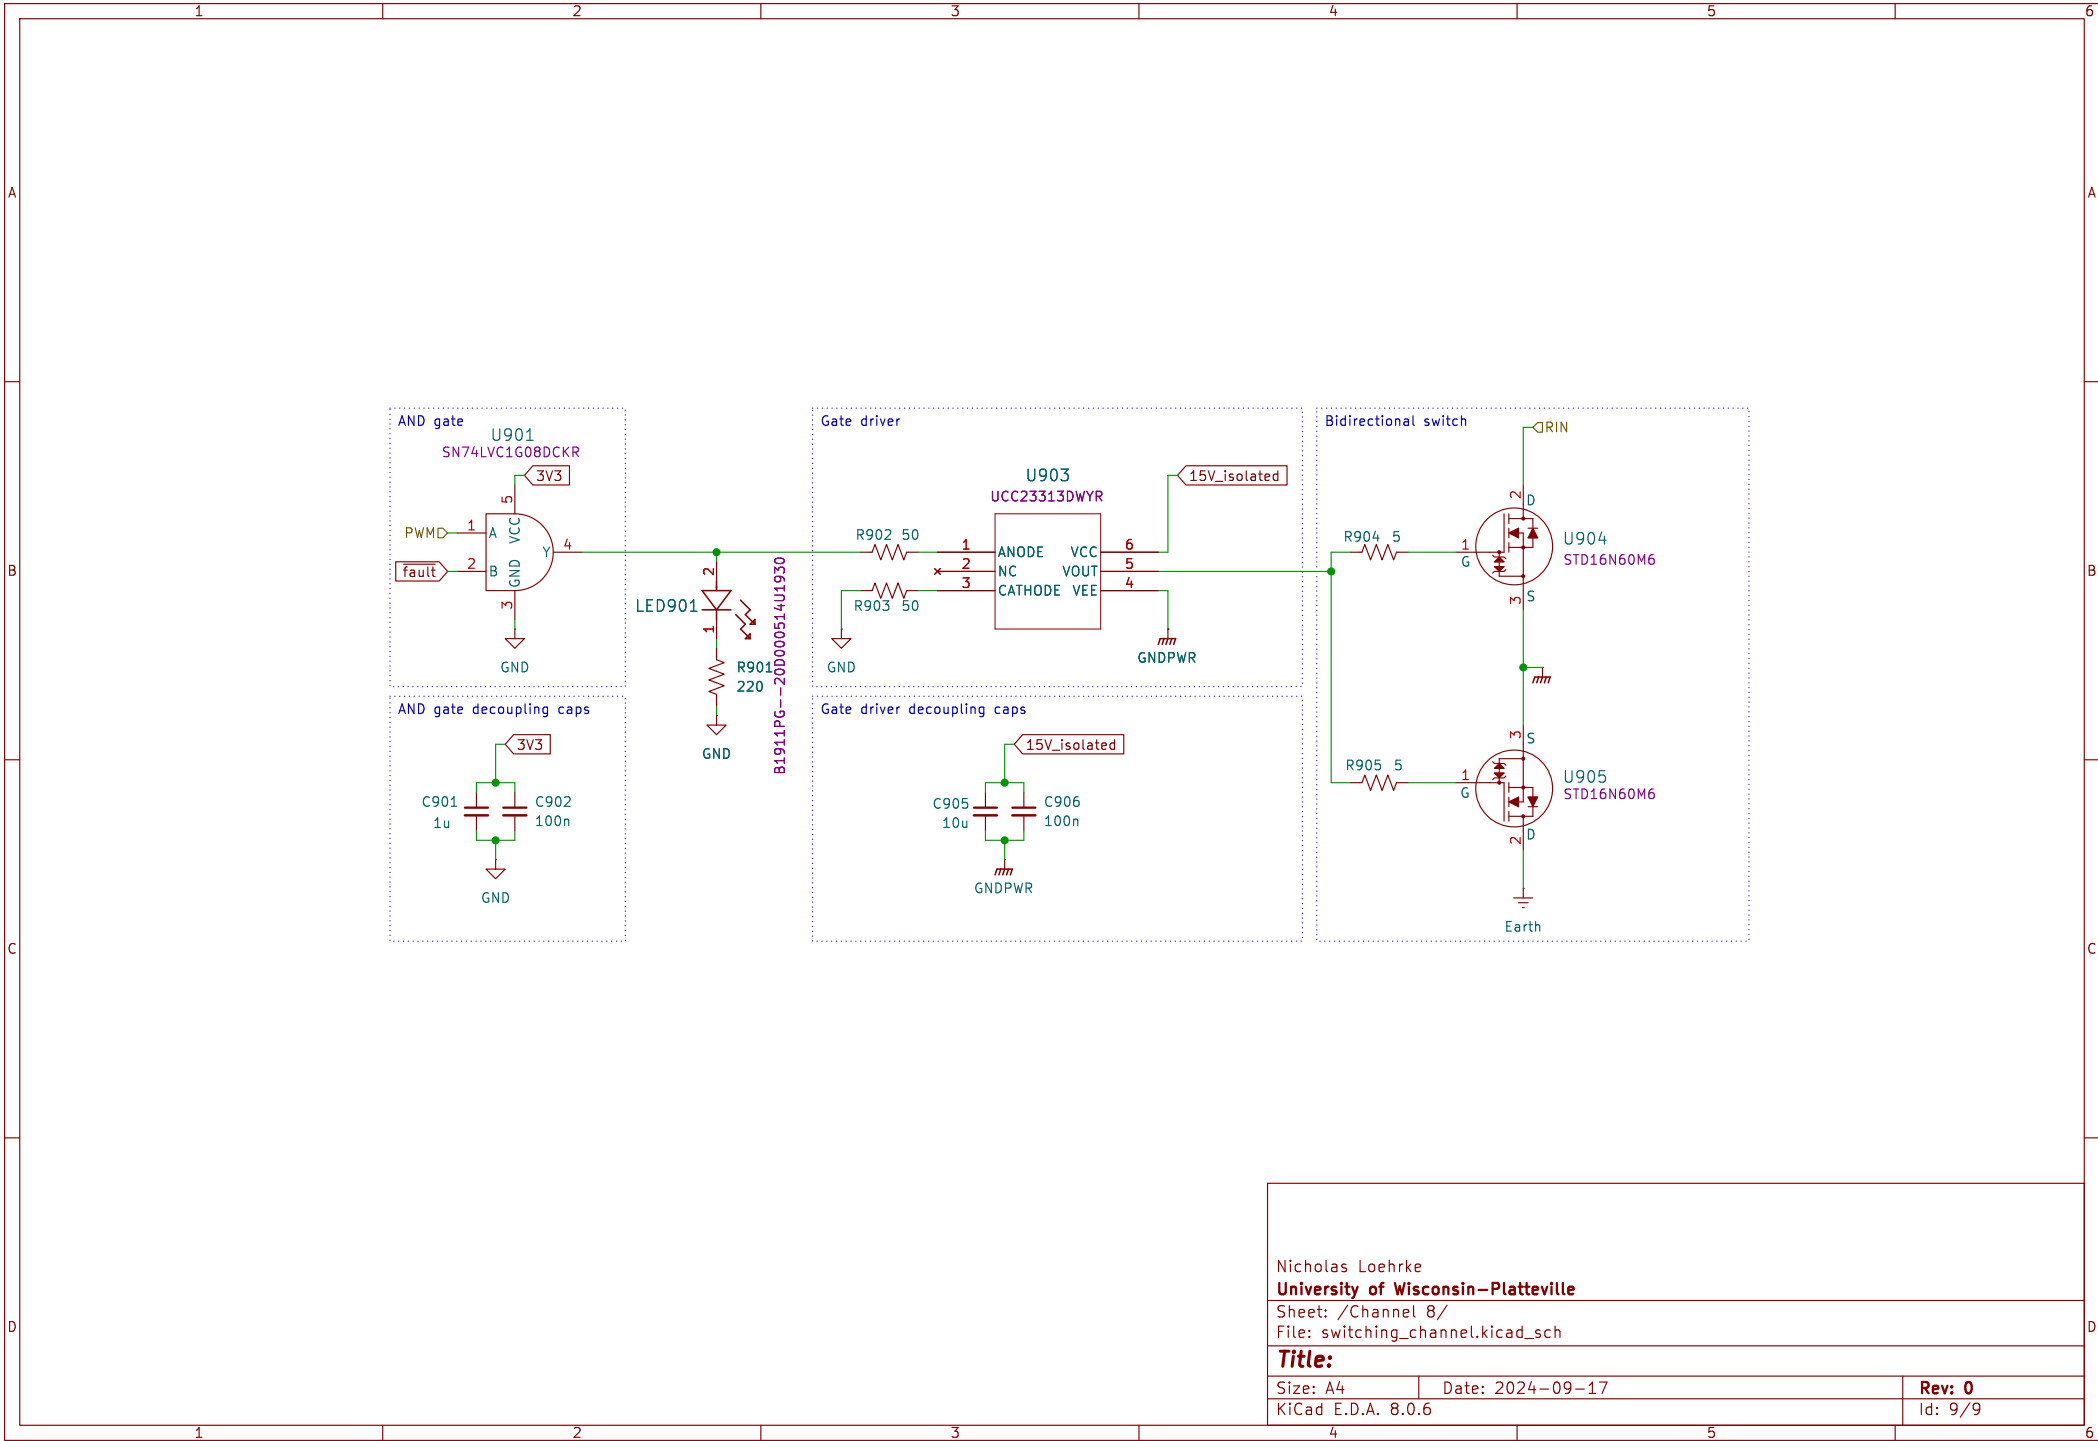 1 2 3 4 5 6
A A
B B
C C
D D
AND gate
U901
SN74LVC1G08DCKR
3V3
5
VCC
PWM 1 A
Y 4
fault 2 B
GND
3
GND
LED901
2
1
B1911PG--20D000514U1930
R901
220
GND
Gate driver
U903
UCC23313DWYR
15V_isolated
R902 50
1 ANODE VCC 6
2 NC VOUT 5
3 CATHODE VEE 4
R903 50
GND
GNDPWR
Bidirectional switch
RIN
2 D
R904 5
1
G
U904
STD16N60M6
3 S
3 S
R905 5
1
G
U905
STD16N60M6
2 D
Earth
AND gate decoupling caps
3V3
C901
1u
C902
100n
GND
Gate driver decoupling caps
15V_isolated
C905
10u
C906
100n
GNDPWR
Nicholas Loehrke
University of Wisconsin-Platteville
Sheet: /Channel 8/
File: switching_channel.kicad_sch
Title:
Size: A4 Date: 2024-09-17 Rev: 0
KiCad E.D.A. 8.0.6 Id: 9/9
1 2 3 4 5 6